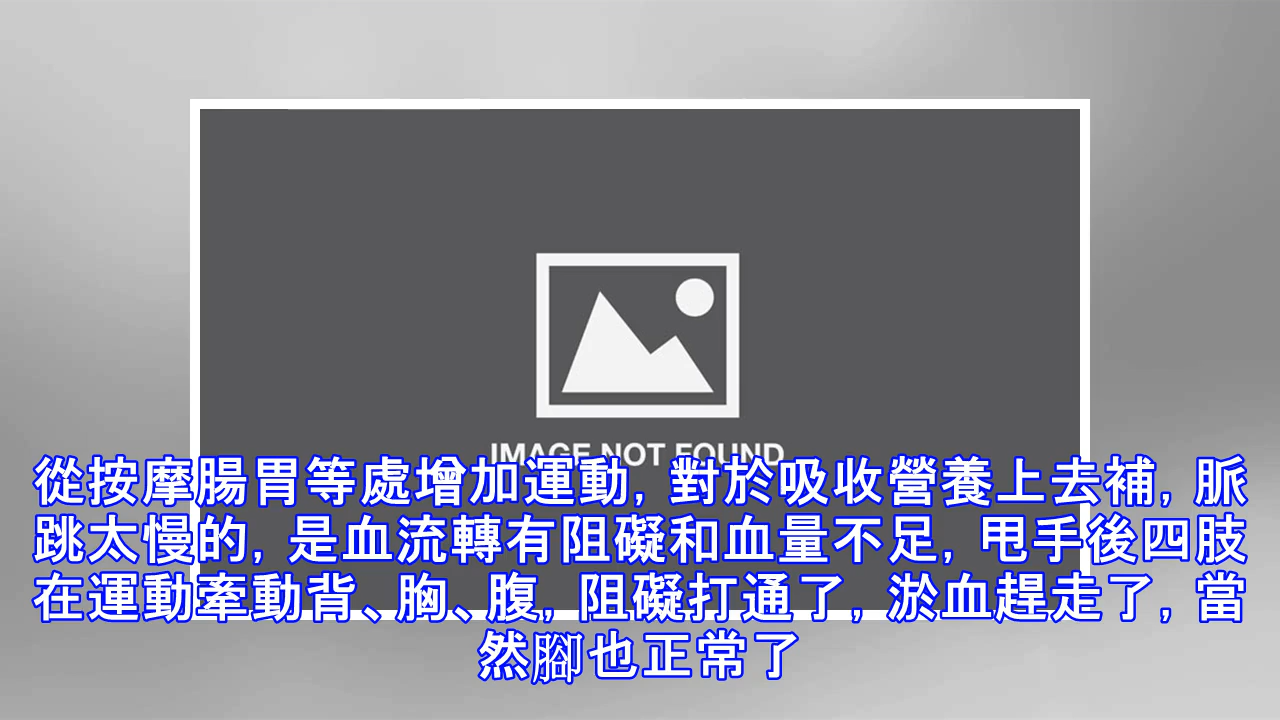 IMAGE NOT FOUND
從按摩腸胃等處增加運動, 對於吸收營養上去補, 脈
跳太慢的, 是血流轉有阻礙和血量不足, 甩手後四肢
在運動牽動背、胸、腹, 阻礙打通了, 淤血趕走了, 當
然腳也正常了